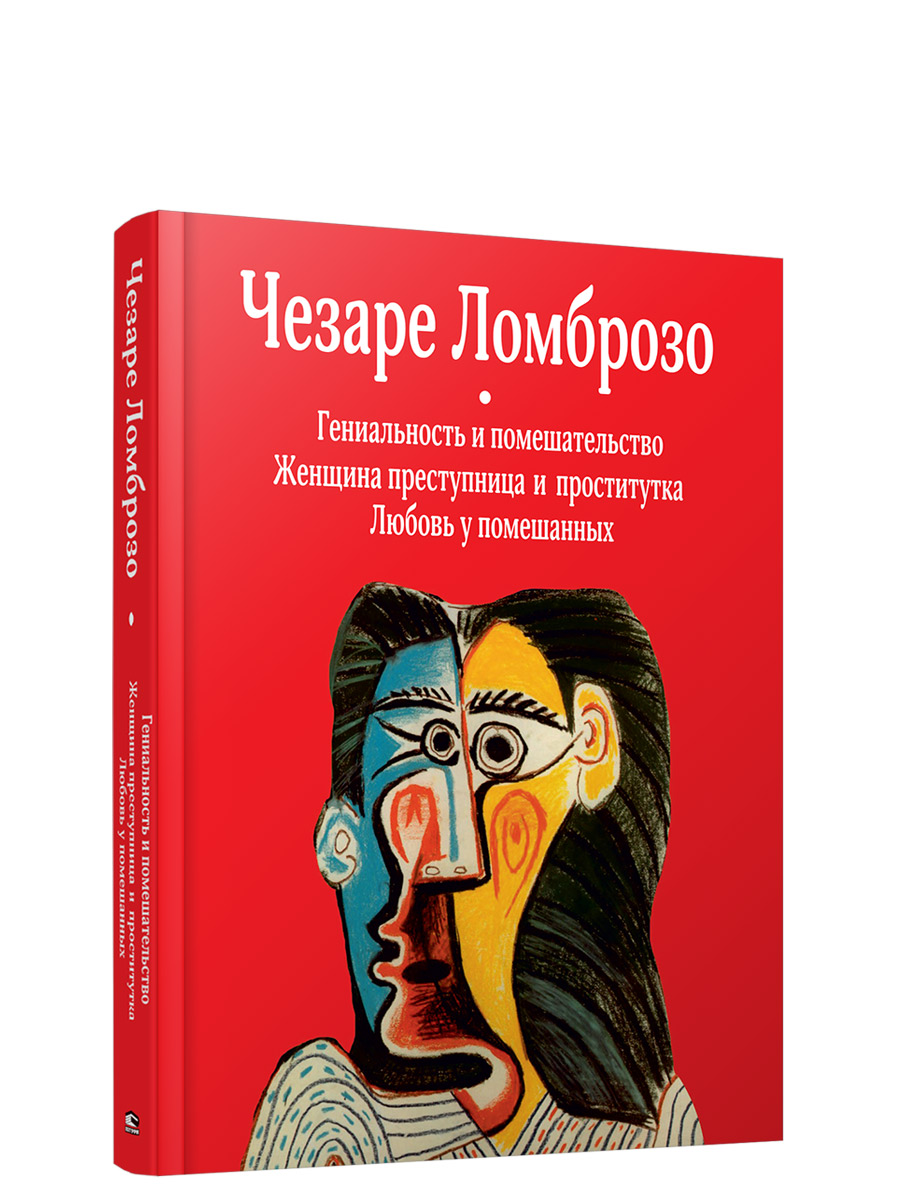 Чезаре Ломброзо
Гениальность и помешательство
Женщина преступница и проститутка
Любовь у помешанных
Чезаре Ломброзо
Гениальность и помешательство
Женщина преступница и проститутка
Любовь у помешанных